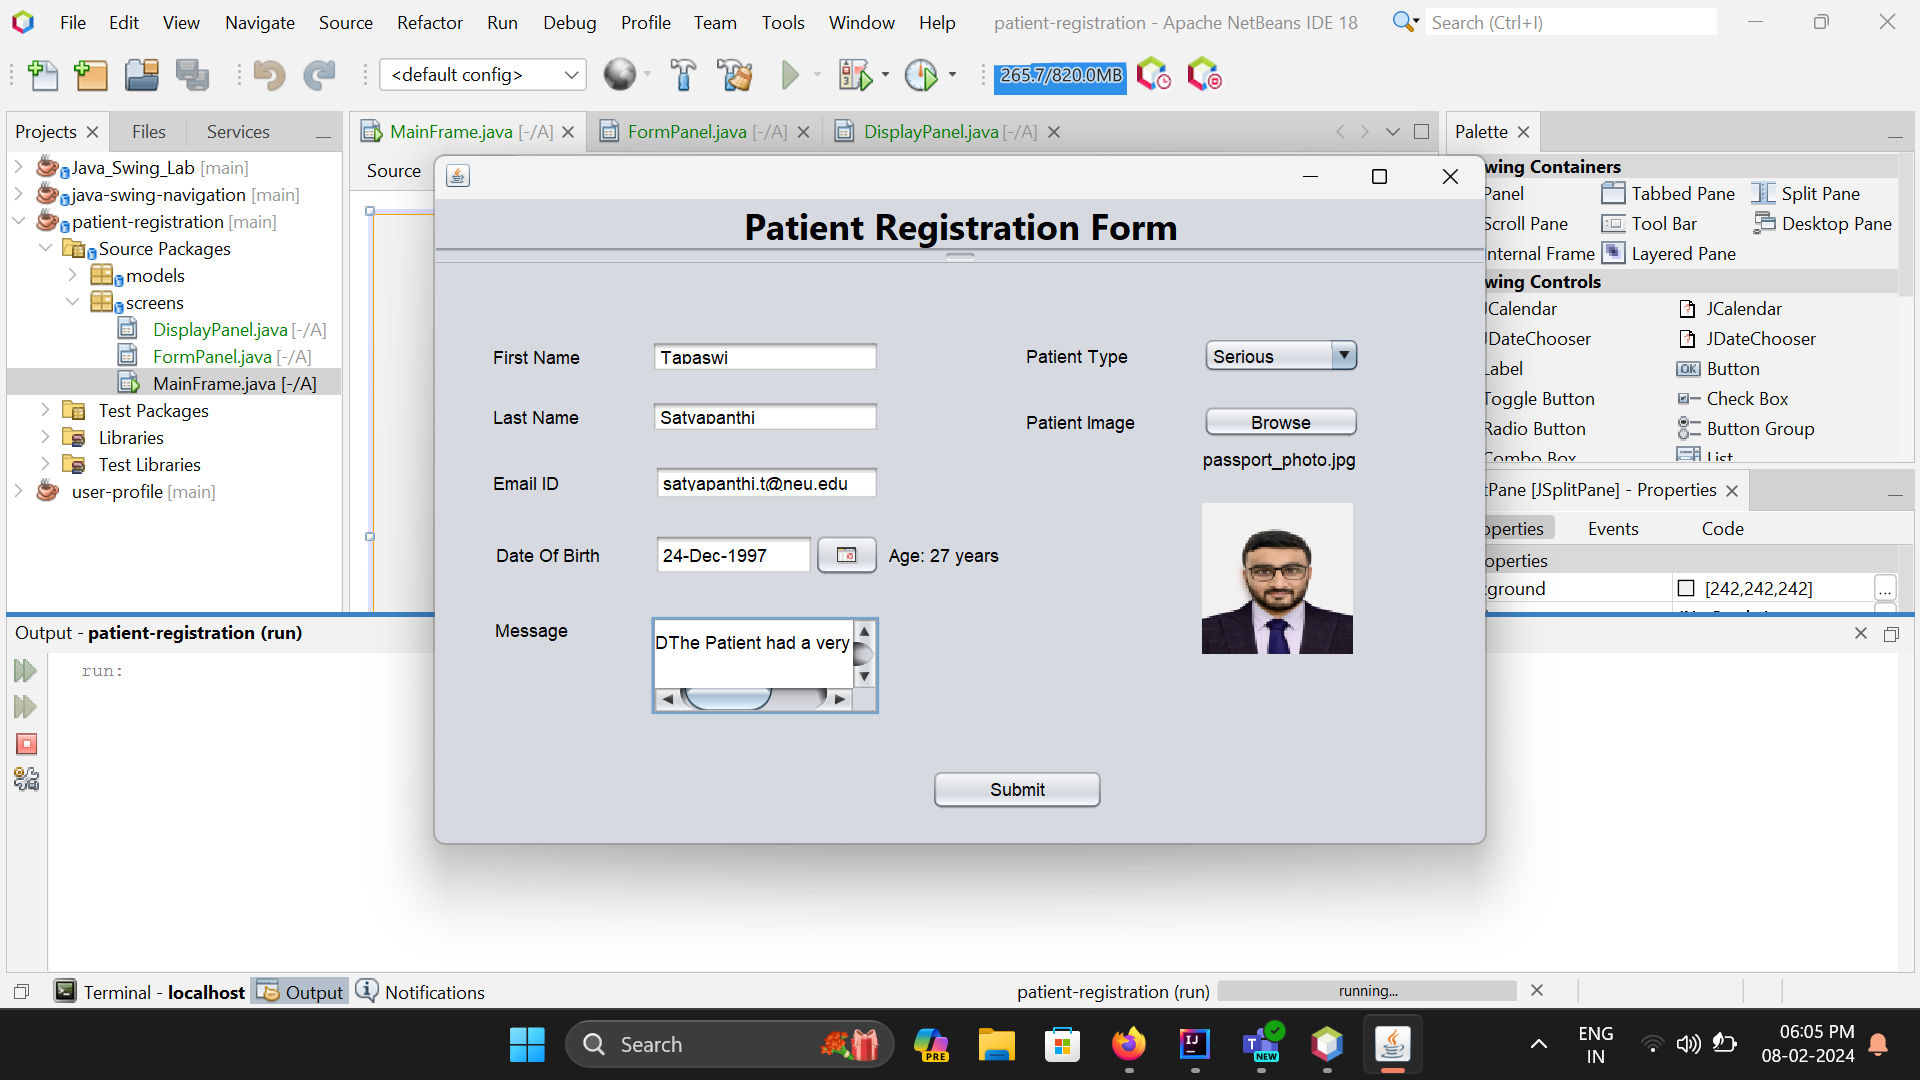 File Edit View Navigate Source Refactor Run Debug Profile Team Tools Window Help patient-registration - Apache NetBeans IDE 18 Search (Ctrl+I)
<default config> 265.7/820.0MB
Projects Files Services MainFrame.java [-/A] FormPanel.java [-/A] DisplayPanel.java [-/A] Palette
Java_Swing_Lab [main]
java-swing-navigation [main]
patient-registration [main]
Source Packages
models
screens
DisplayPanel.java [-/A]
FormPanel.java [-/A]
MainFrame.java [-/A]
Test Packages
Libraries
Test Libraries
user-profile [main]
Source
Patient Registration Form
First Name Tapaswi
Last Name Satyapanthi
Email ID satyapanthi.t@neu.edu
Date Of Birth 24-Dec-1997 Age: 27 years
Message DThe Patient had a very
Patient Type Serious
Patient Image Browse
passport_photo.jpg
Submit
wing Containers
Panel Tabbed Pane Split Pane
Scroll Pane Tool Bar Desktop Pane
nternal Frame Layered Pane
wing Controls
JCalendar JCalendar
JDateChooser JDateChooser
Label OK Button
Toggle Button Check Box
Radio Button Button Group
Combo Box List
tPane [JSplitPane] - Properties
operties Events Code
operties
ground [242,242,242] ...
Output - patient-registration (run)
run:
Terminal - localhost Output Notifications patient-registration (run) running...
Search PRE IJ T NEW ENG
IN
06:05 PM
08-02-2024